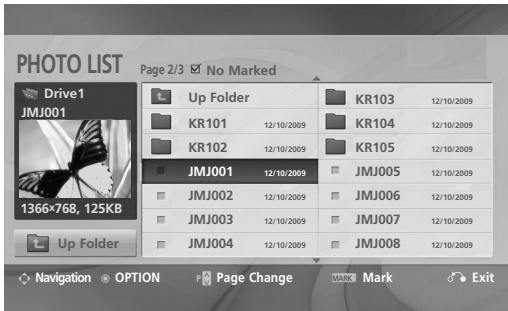 PHOTO LIST
Page 2/3 No Marked
Drive1
JMJ001
1366×768, 125KB
Up Folder
Up Folder
KR101 12/10/2009
KR102 12/10/2009
JMJ001 12/10/2009
JMJ002 12/10/2009
JMJ003 12/10/2009
JMJ004 12/10/2009
KR103 12/10/2009
KR104 12/10/2009
KR105 12/10/2009
JMJ005 12/10/2009
JMJ006 12/10/2009
JMJ007 12/10/2009
JMJ008 12/10/2009
Navigation OPTION P Page Change MARK Mark Exit